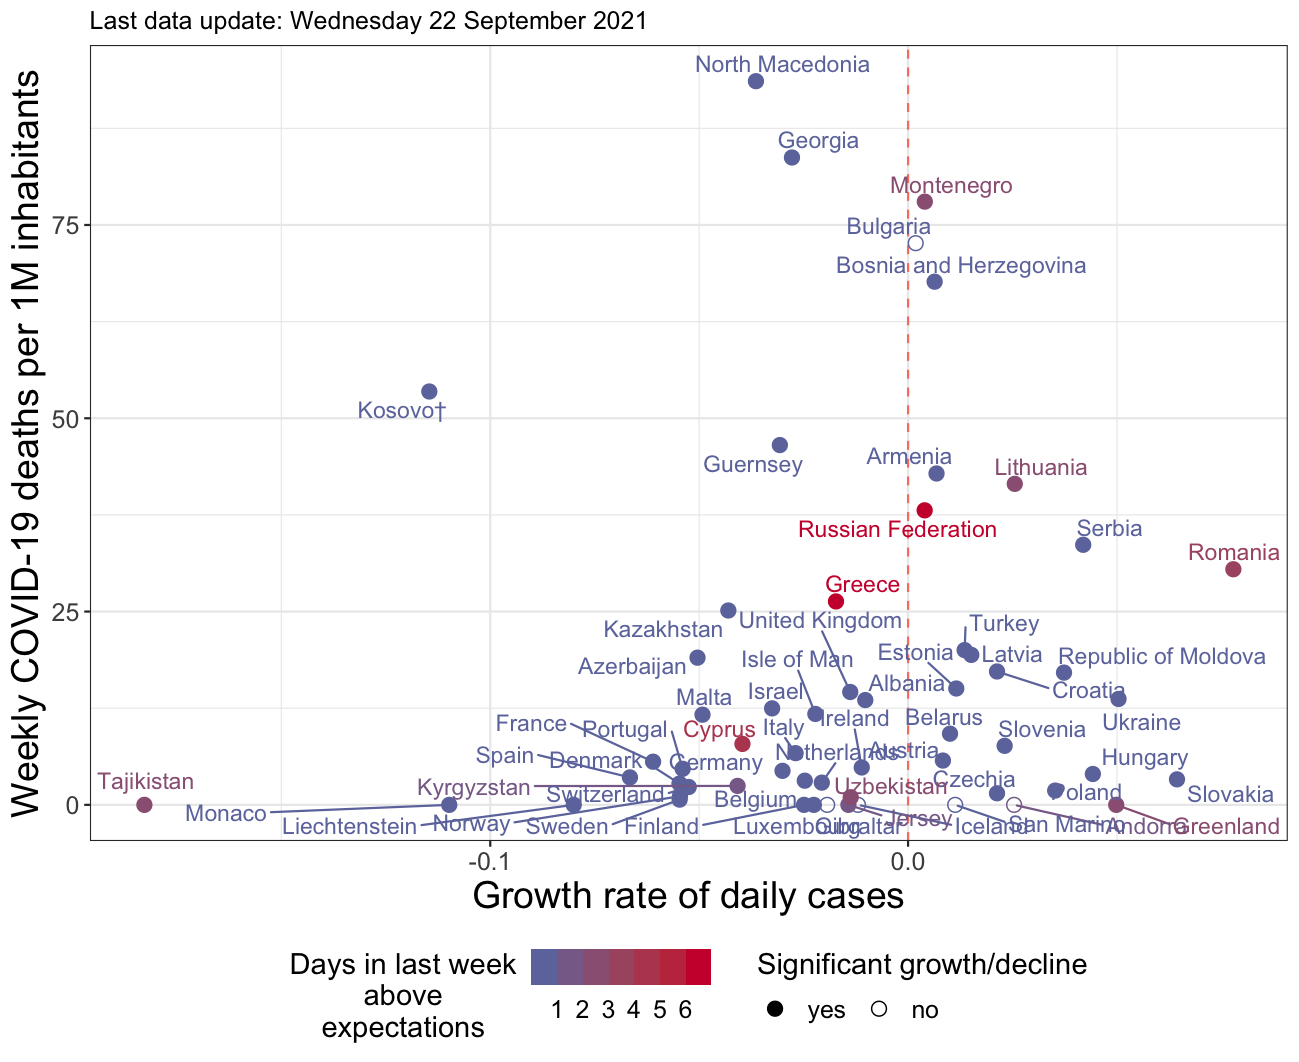 Last data update: Wednesday 22 September 2021
Weekly COVID-19 deaths per 1M inhabitants
75
50
25
0
North Macedonia
Georgia
Montenegro
Bulgaria
Bosnia and Herzegovina
Kosovo†
Guernsey
Armenia
Lithuania
Russian Federation
Serbia
Romania
Greece
Kazakhstan
United Kingdom
Turkey
Azerbaijan
Isle of Man
Estonia
Latvia
Republic of Moldova
Malta
Israel
Albania
Croatia
France
Portugal
Cyprus
Italy
Ireland
Belarus
Slovenia
Ukraine
Spain
Denmark
Germany
Netherlands
Austria
Hungary
Tajikistan
Kyrgyzstan
Switzerland
Belgium
Uzbekistan
Czechia
Poland
Slovakia
Monaco
Liechtenstein
Norway
Sweden
Finland
Luxembourg
Gibraltar
Jersey
Iceland
San Marino
Andorra
Greenland
-0.1
0.0
Growth rate of daily cases
Days in last week
above
expectations
1 2 3 4 5 6
Significant growth/decline
yes
no